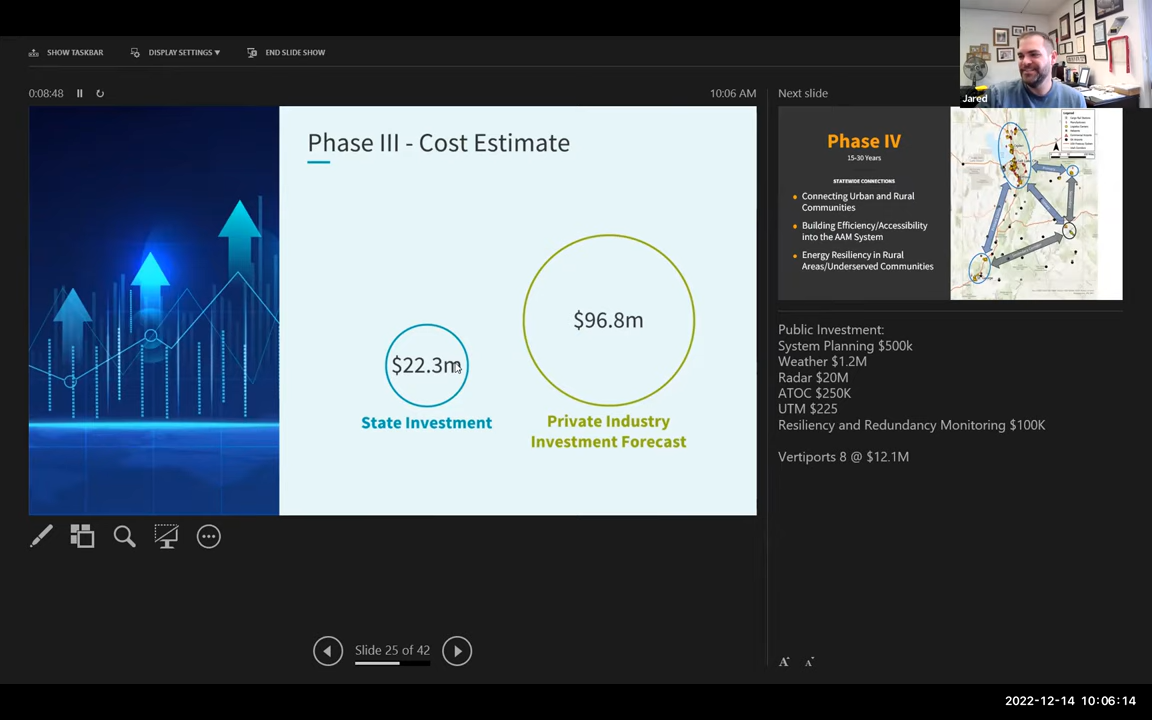 SHOW TASKBAR
DISPLAY SETTINGS ▾
END SLIDE SHOW
Jared
0:08:48
10:06 AM
Next slide
Phase III - Cost Estimate
$22.3m
State Investment
$96.8m
Private Industry
Investment Forecast
Phase IV
15-30 Years
STATEWIDE CONNECTIONS
Connecting Urban and Rural
Communities
Building Efficiency/Accessibility
into the AAM System
Energy Resiliency in Rural
Areas/Underserved Communities
Public Investment:
System Planning $500k
Weather $1.2M
Radar $20M
ATOC $250K
UTM $225
Resiliency and Redundancy Monitoring $100K
Vertiports 8 @ $12.1M
Slide 25 of 42
A
A
2022-12-14 10:06:14